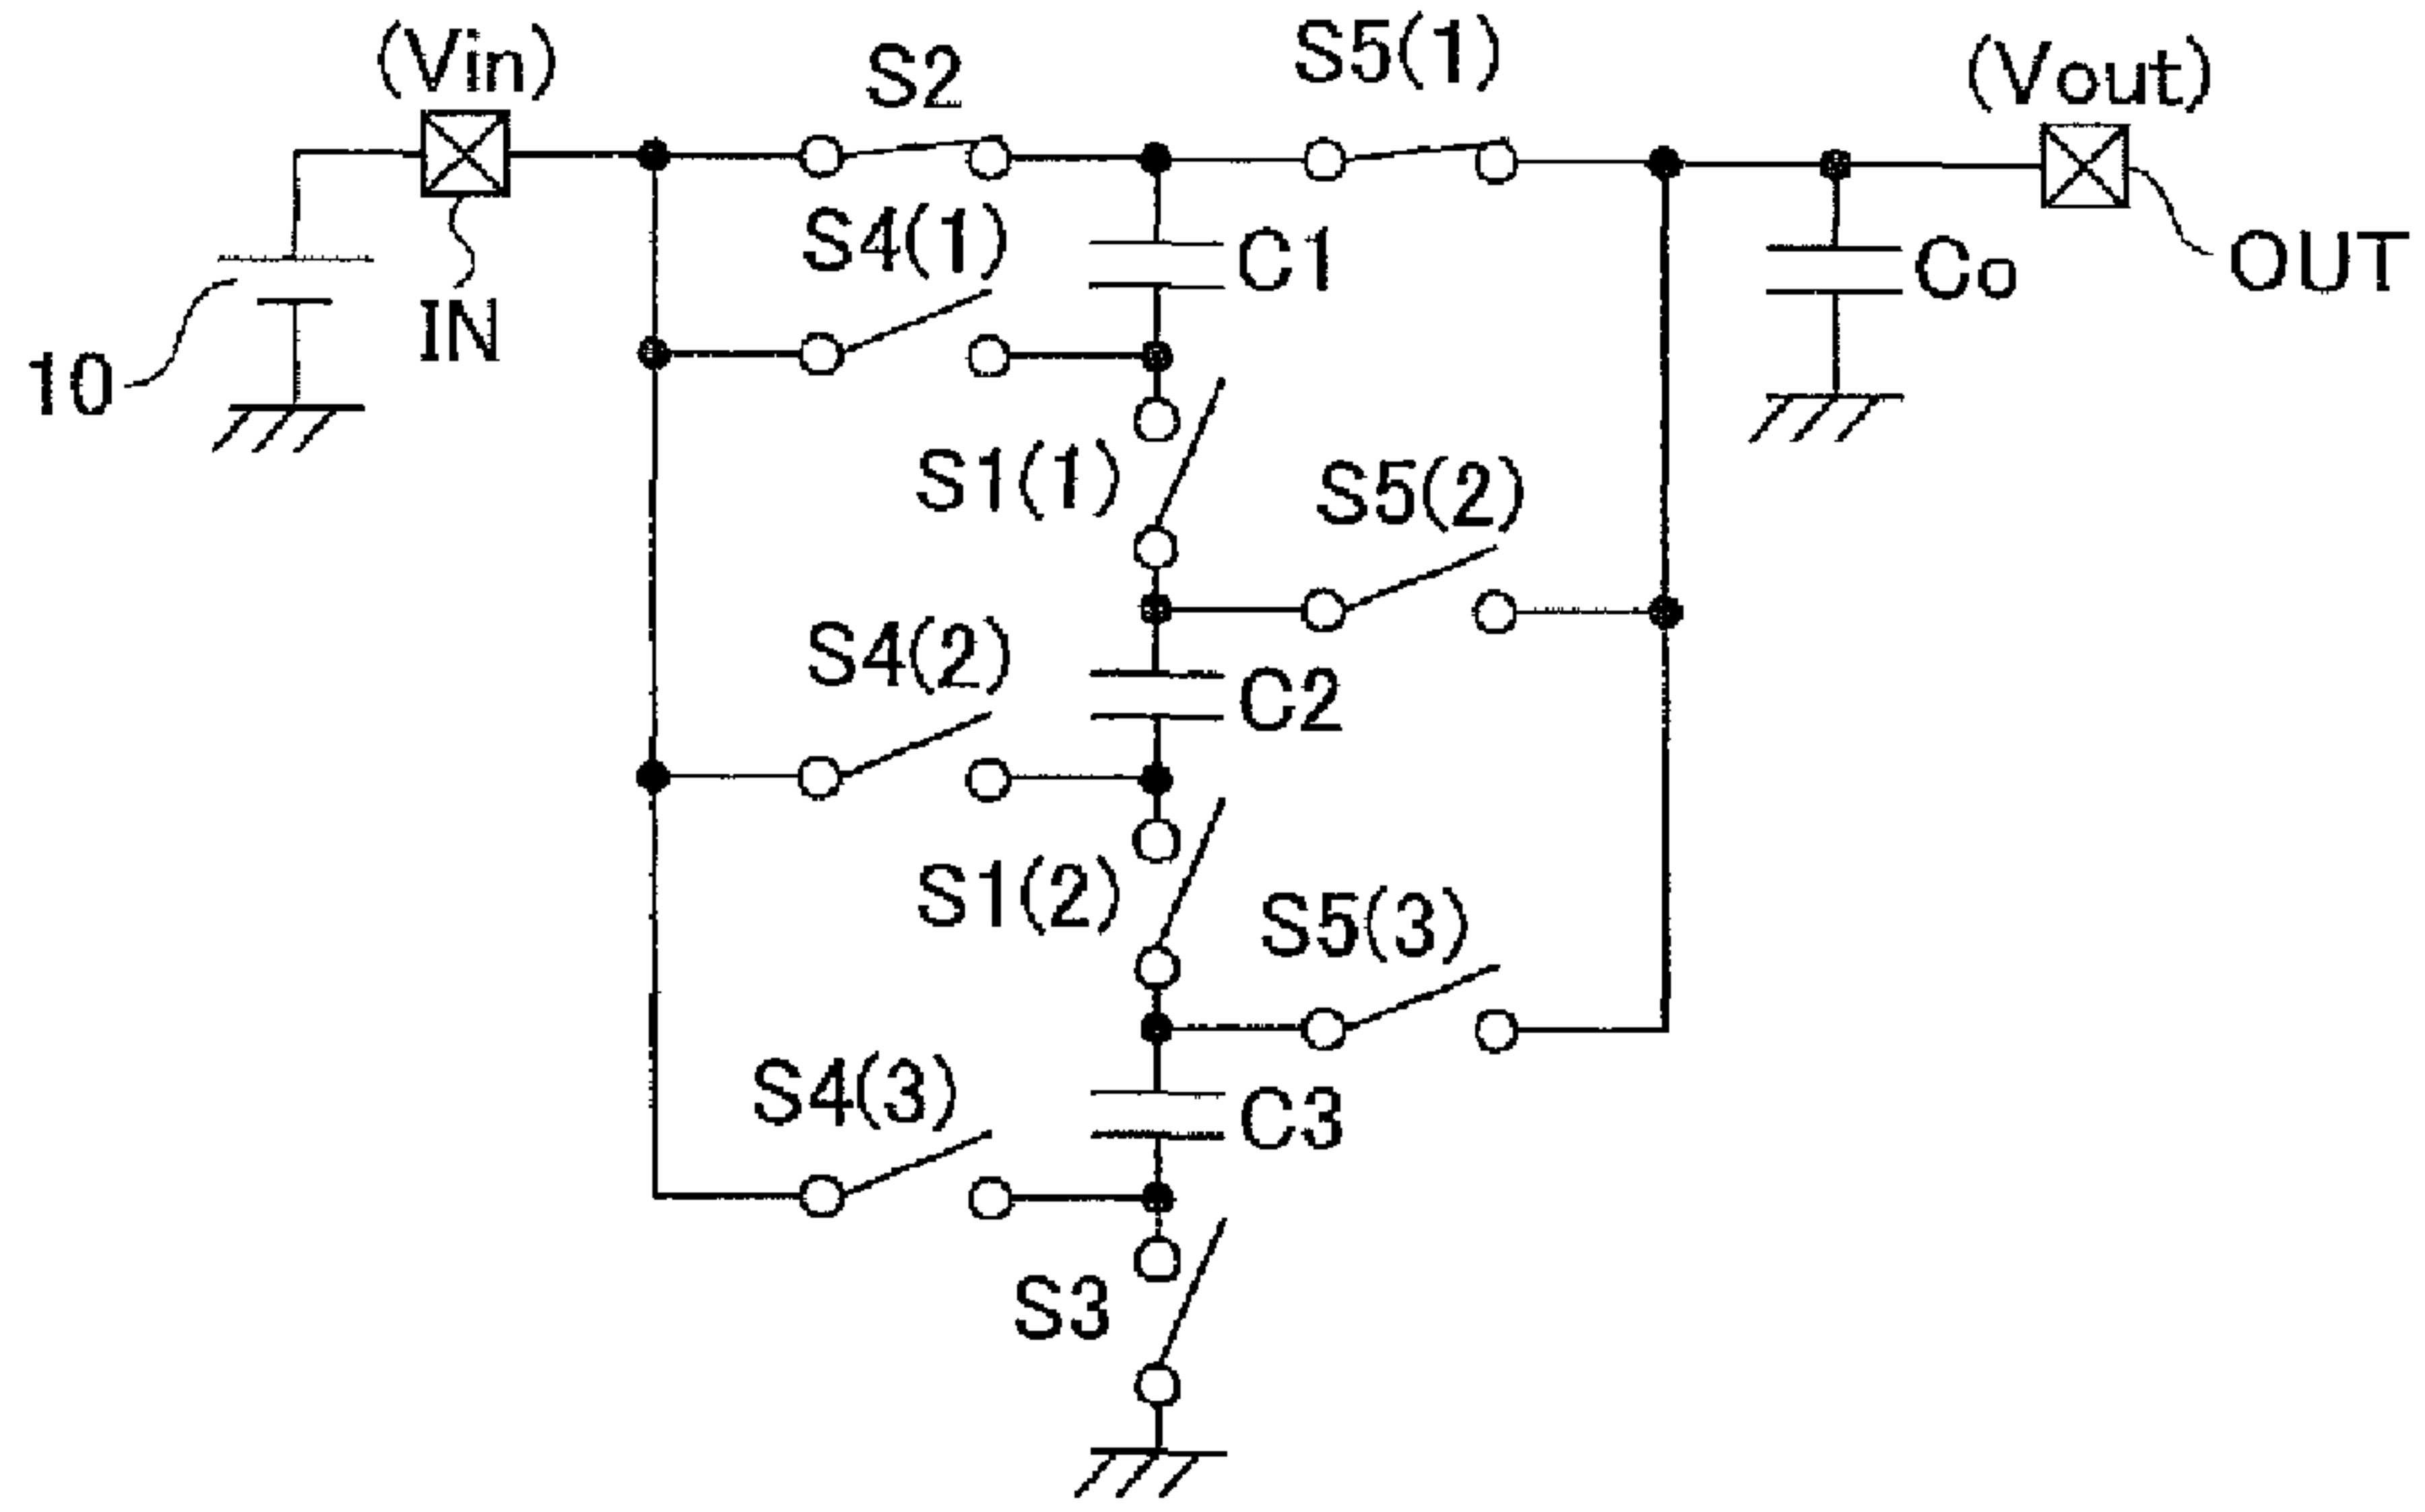 (Vin)
S2
S5(1)
(Vout)
S4(1)
C1
Co
OUT
IN
10
S1(1)
S5(2)
S4(2)
C2
S1(2)
S5(3)
S4(3)
C3
S3